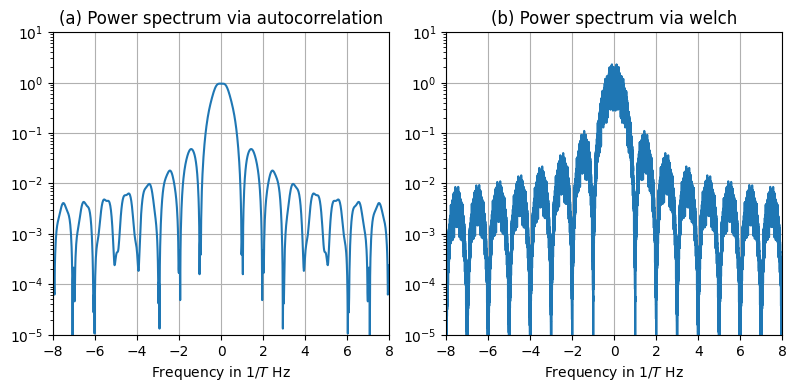 (a) Power spectrum via autocorrelation
10^1
10^0
10^−1
10^−2
10^−3
10^−4
10^−5
−8 −6 −4 −2 0 2 4 6 8
Frequency in 1/T Hz
(b) Power spectrum via welch
10^1
10^0
10^−1
10^−2
10^−3
10^−4
10^−5
−8 −6 −4 −2 0 2 4 6 8
Frequency in 1/T Hz